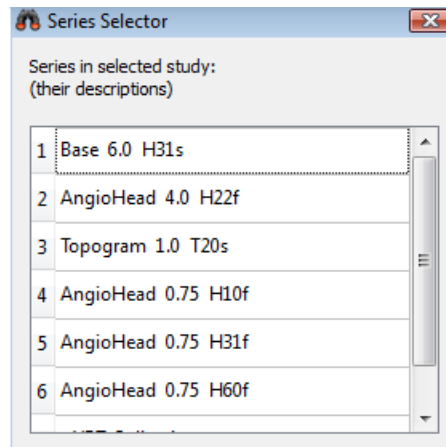 Series Selector
Series in selected study:
(their descriptions)
1 Base 6.0 H31s
2 AngioHead 4.0 H22f
3 Topogram 1.0 T20s
4 AngioHead 0.75 H10f
5 AngioHead 0.75 H31f
6 AngioHead 0.75 H60f